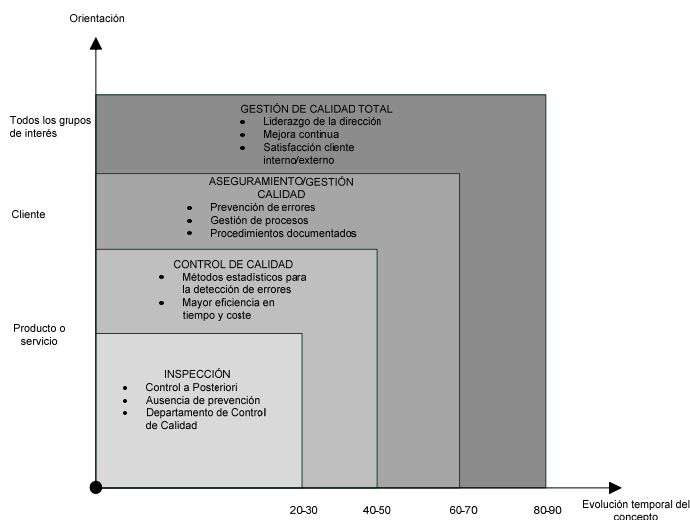 Orientación
Todos los grupos
de interés
GESTIÓN DE CALIDAD TOTAL
• Liderazgo de la dirección
• Mejora continua
• Satisfacción cliente
interno/externo
ASEGURAMIENTO/GESTIÓN
CALIDAD
• Prevención de errores
• Gestión de procesos
• Procedimientos documentados
Cliente
CONTROL DE CALIDAD
• Métodos estadísticos para
la detección de errores
• Mayor eficiencia en
tiempo y coste
Producto o
servicio
INSPECCIÓN
• Control a Posteriori
• Ausencia de prevención
• Departamento de Control
de Calidad
20-30
40-50
60-70
80-90
Evolución temporal del
concepto